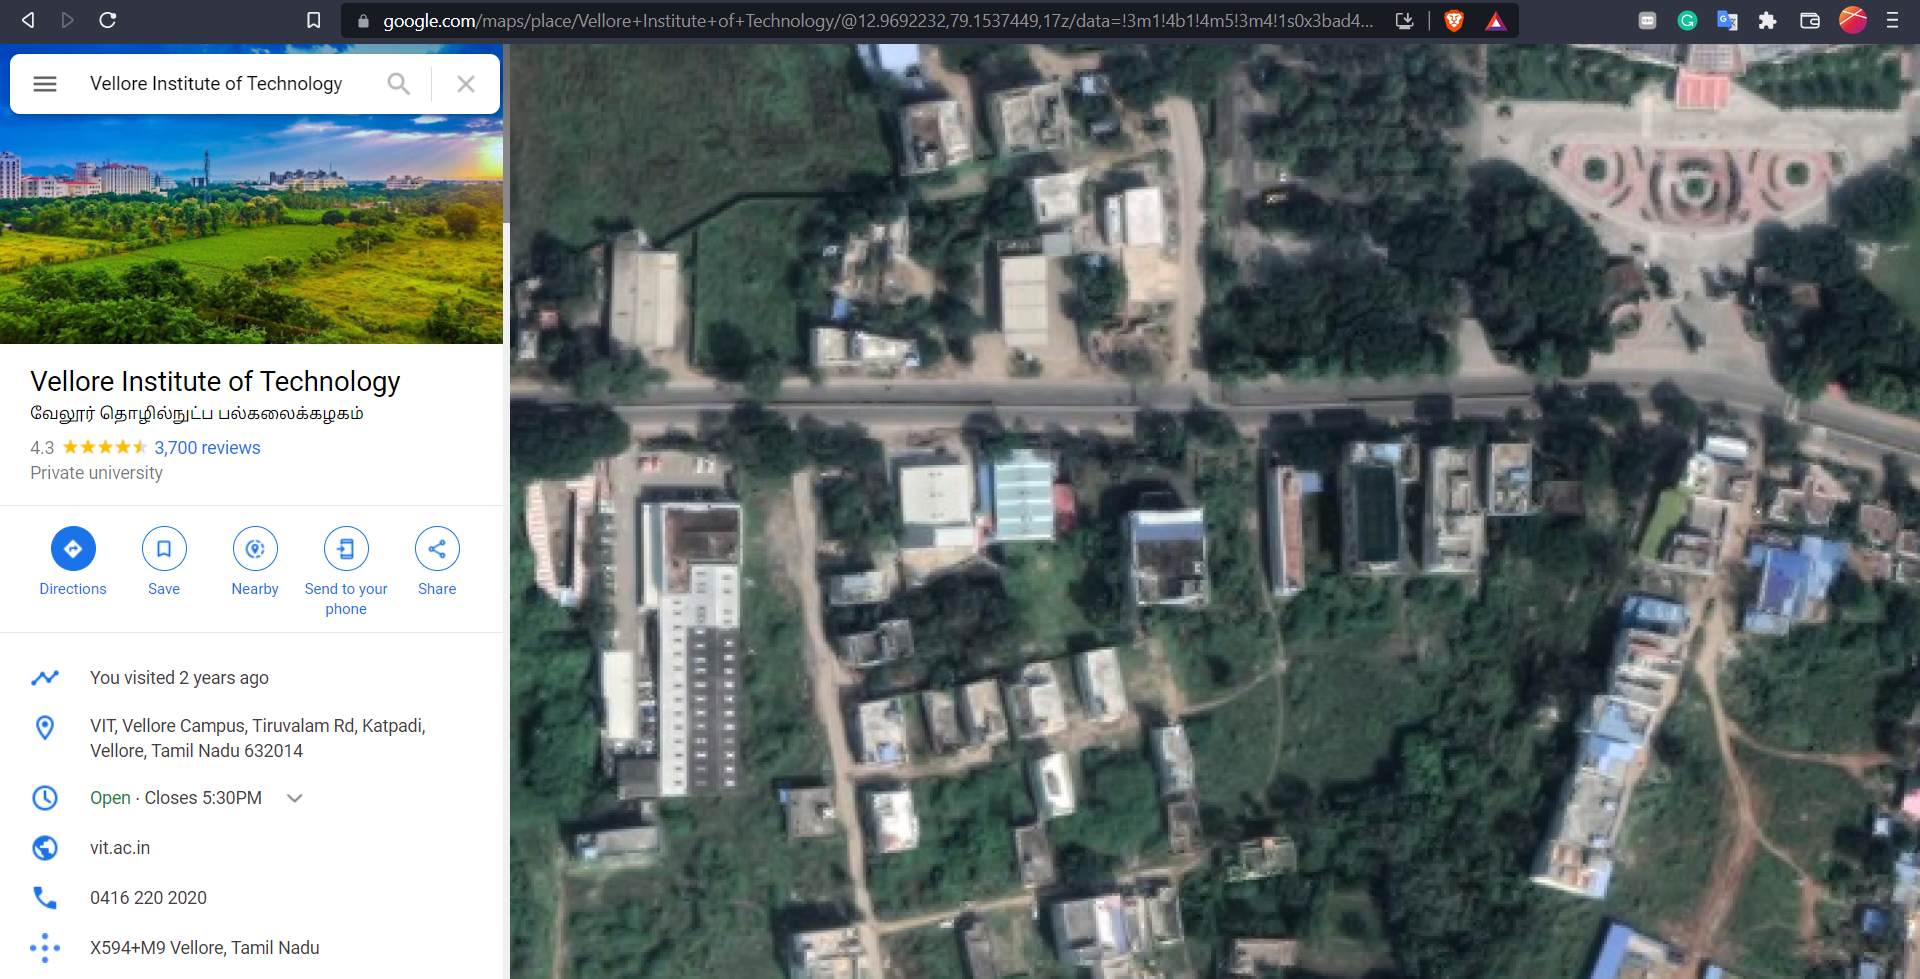 google.com/maps/place/Vellore+Institute+of+Technology/@12.9692232,79.1537449,17z/data=!3m1!4b1!4m5!3m4!1s0x3bad4...
Vellore Institute of Technology
Vellore Institute of Technology
வேலூர் தொழில்நுட்ப பல்கலைக்கழகம்
4.3 3,700 reviews
Private university
Directions Save Nearby Send to your phone Share
You visited 2 years ago
VIT, Vellore Campus, Tiruvalam Rd, Katpadi,
Vellore, Tamil Nadu 632014
Open · Closes 5:30PM
vit.ac.in
0416 220 2020
X594+M9 Vellore, Tamil Nadu